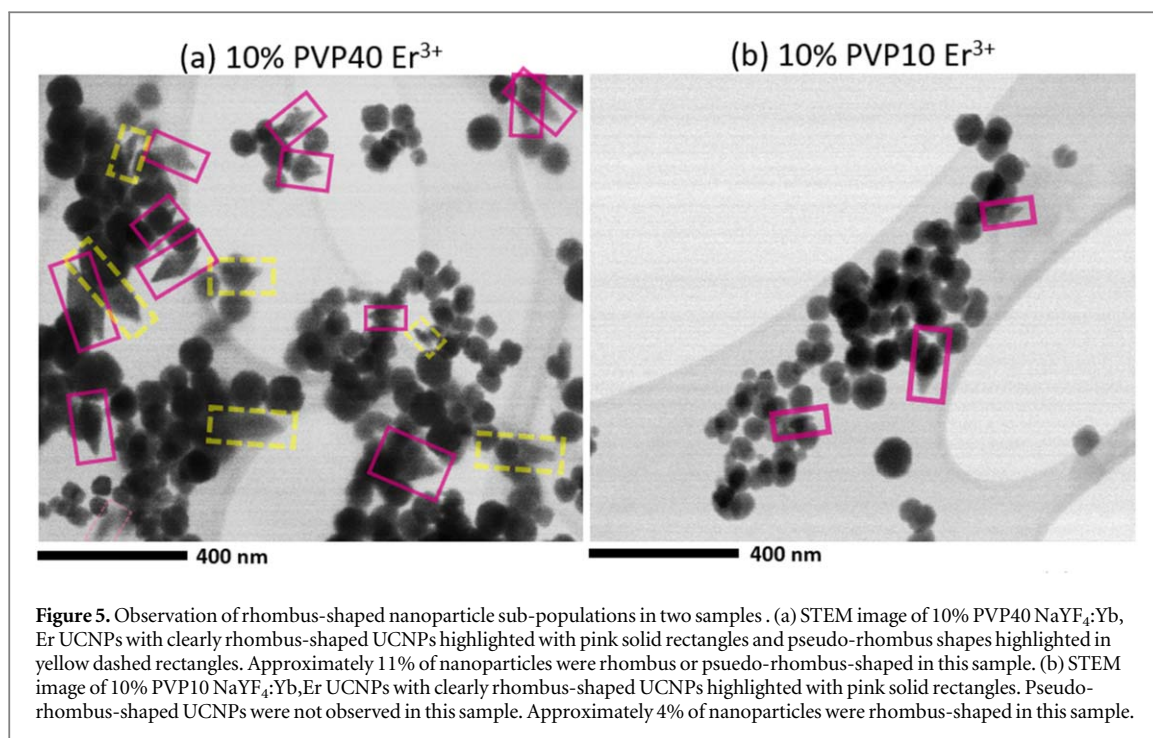 (a) 10% PVP40 Er³⁺
(b) 10% PVP10 Er³⁺
400 nm
400 nm
Figure 5. Observation of rhombus-shaped nanoparticle sub-populations in two samples . (a) STEM image of 10% PVP40 NaYF₄:Yb,
Er UCNPs with clearly rhombus-shaped UCNPs highlighted with pink solid rectangles and pseudo-rhombus shapes highlighted in
yellow dashed rectangles. Approximately 11% of nanoparticles were rhombus or psuedo-rhombus-shaped in this sample. (b) STEM
image of 10% PVP10 NaYF₄:Yb,Er UCNPs with clearly rhombus-shaped UCNPs highlighted with pink solid rectangles. Pseudo-
rhombus-shaped UCNPs were not observed in this sample. Approximately 4% of nanoparticles were rhombus-shaped in this sample.